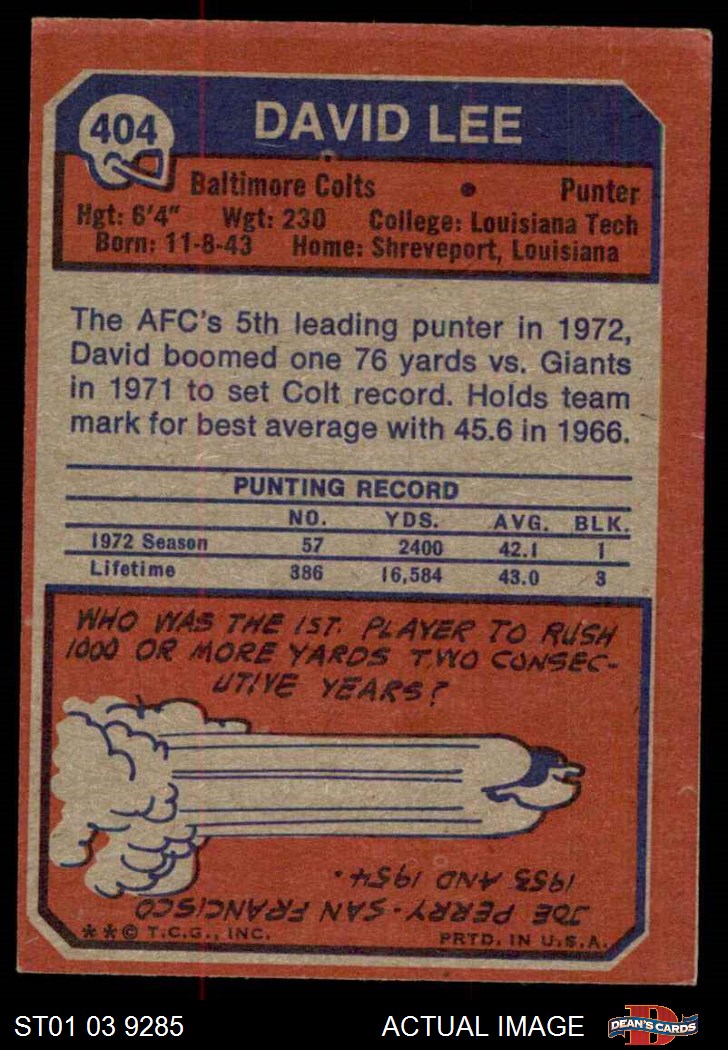 404
DAVID LEE
Baltimore Colts • Punter
Hgt: 6'4" Wgt: 230 College: Louisiana Tech
Born: 11-8-43 Home: Shreveport, Louisiana
The AFC's 5th leading punter in 1972,
David boomed one 76 yards vs. Giants
in 1971 to set Colt record. Holds team
mark for best average with 45.6 in 1966.
PUNTING RECORD
NO. YDS. AVG. BLK.
1972 Season 57 2400 42.1 1
Lifetime 386 16,584 43.0 3
WHO WAS THE 1ST. PLAYER TO RUSH
1000 OR MORE YARDS TWO CONSEC-
UTIVE YEARS?
JOE PERRY-SAN FRANCISCO
1953 AND 1954.
**© T.C.G., INC. PRTD. IN U.S.A.
ST01 03 9285 ACTUAL IMAGE
D
DEAN'S CARDS